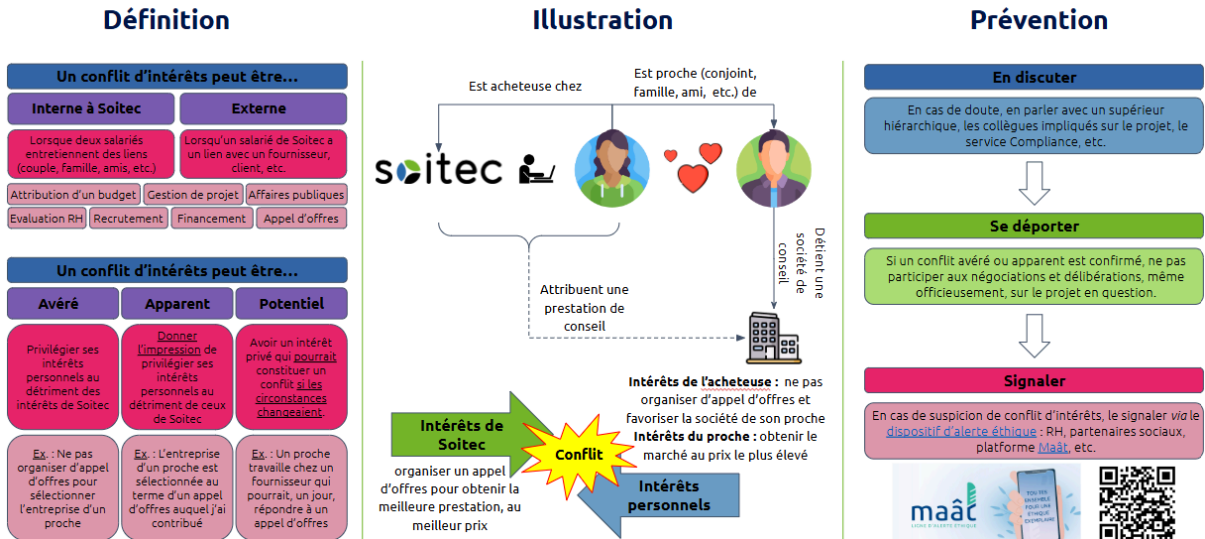 Définition
Un conflit d'intérêts peut être...
Interne à Soitec
Externe
Lorsque deux salariés
entretiennent des liens
(couple, famille, amis, etc.)
Lorsqu'un salarié de Soitec a
un lien avec un fournisseur,
client, etc.
Attribution d'un budget
Gestion de projet
Affaires publiques
Evaluation RH
Recrutement
Financement
Appel d'offres
Un conflit d'intérêts peut être...
Avéré
Apparent
Potentiel
Privilégier ses
intérêts
personnels au
détriment des
intérêts de Soitec
Donner
l'impression de
privilégier ses
intérêts
personnels au
détriment de ceux
de Soitec
Avoir un intérêt
privé qui pourrait
constituer un
conflit si les
circonstances
changeaient.
Ex. : Ne pas
organiser d'appel
d'offres pour
sélectionner
l'entreprise d'un
proche
Ex. : L'entreprise
d'un proche est
sélectionnée au
terme d'un appel
d'offres auquel j'ai
contribué
Ex. : Un proche
travaille chez un
fournisseur qui
pourrait, un jour,
répondre à un
appel d'offres
Illustration
Est acheteuse chez
Est proche (conjoint,
famille, ami, etc.) de
soitec
Détient une
société de
conseil
Attribuent une
prestation de
conseil
Intérêts de l'acheteuse : ne pas
organiser d'appel d'offres et
favoriser la société de son proche
Intérêts du proche : obtenir le
marché au prix le plus élevé
Intérêts de
Soitec
Conflit
Intérêts
personnels
organiser un appel
d'offres pour obtenir la
meilleure prestation, au
meilleur prix
Prévention
En discuter
En cas de doute, en parler avec un supérieur
hiérarchique, les collègues impliqués sur le projet, le
service Compliance, etc.
Se déporter
Si un conflit avéré ou apparent est confirmé, ne pas
participer aux négociations et délibérations, même
officieusement, sur le projet en question.
Signaler
En cas de suspicion de conflit d'intérêts, le signaler via le
dispositif d'alerte éthique : RH, partenaires sociaux,
platforme Maât, etc.
maât
LIGNE D'ALERTE ÉTHIQUE
TOUS
ENSEMBLE
POUR UNE
ÉTHIQUE
EXEMPLAIRE